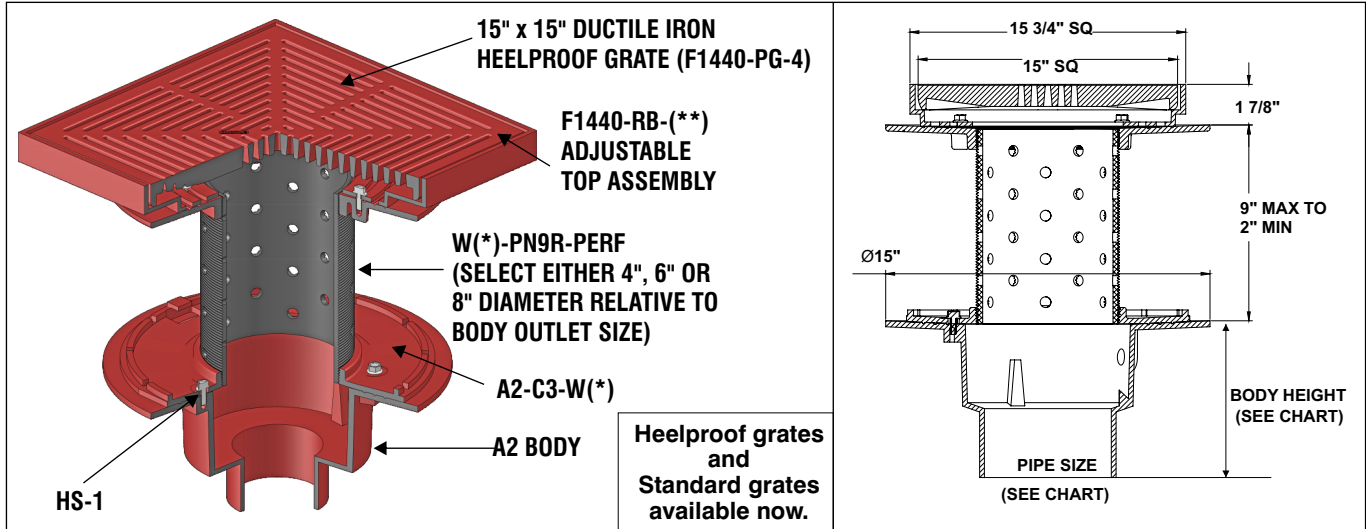 15" x 15" DUCTILE IRON
HEELPROOF GRATE (F1440-PG-4)
F1440-RB-(**)
ADJUSTABLE
TOP ASSEMBLY
W(*)-PN9R-PERF
(SELECT EITHER 4", 6" OR
8" DIAMETER RELATIVE TO
BODY OUTLET SIZE)
A2-C3-W(*)
A2 BODY
HS-1
Heelproof grates
and
Standard grates
available now.
15 3/4" SQ
15" SQ
1 7/8"
9" MAX TO
2" MIN
Ø15"
BODY HEIGHT
(SEE CHART)
PIPE SIZE
(SEE CHART)